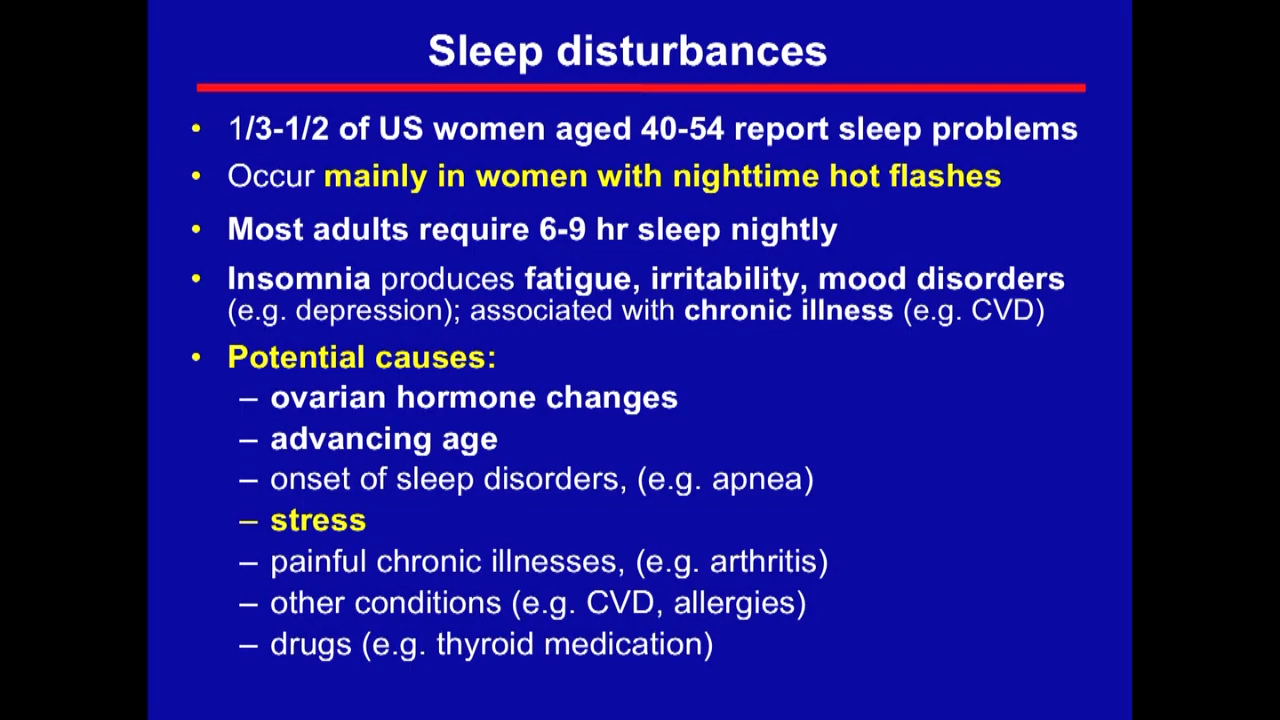 Sleep disturbances
• 1/3-1/2 of US women aged 40-54 report sleep problems
• Occur mainly in women with nighttime hot flashes
• Most adults require 6-9 hr sleep nightly
• Insomnia produces fatigue, irritability, mood disorders
(e.g. depression); associated with chronic illness (e.g. CVD)
• Potential causes:
– ovarian hormone changes
– advancing age
– onset of sleep disorders, (e.g. apnea)
– stress
– painful chronic illnesses, (e.g. arthritis)
– other conditions (e.g. CVD, allergies)
– drugs (e.g. thyroid medication)